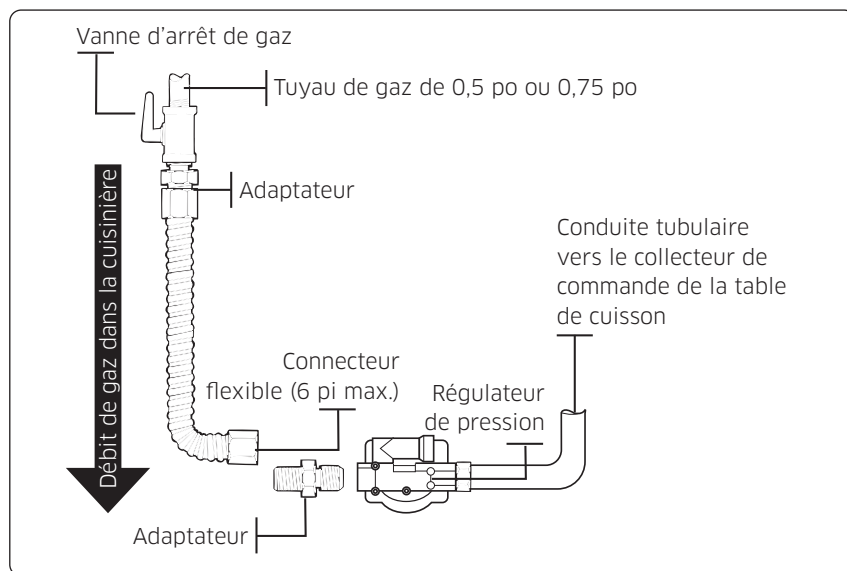 Vanne d'arrêt de gaz
Tuyau de gaz de 0,5 po ou 0,75 po
Adaptateur
Débit de gaz dans la cuisinière
Conduite tubulaire
vers le collecteur de
commande de la table
de cuisson
Connecteur
flexible (6 pi max.)
Régulateur
de pression
Adaptateur